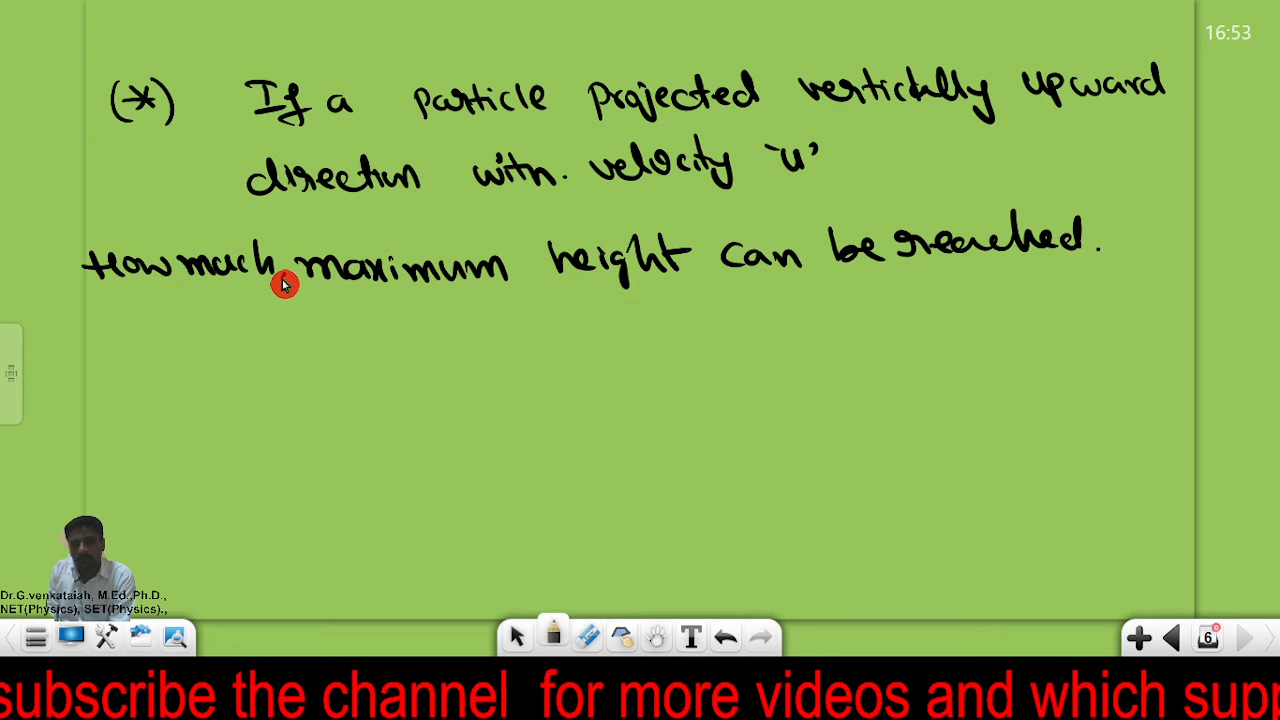 16:53
(*) If a particle projected vertically upward
direction with. velocity 'u'
How much maximum height can be reached.
Dr.G.venkataiah, M.Ed.,Ph.D.,
NET(Physics), SET(Physics).,
T
6
subscribe the channel for more videos and which supp